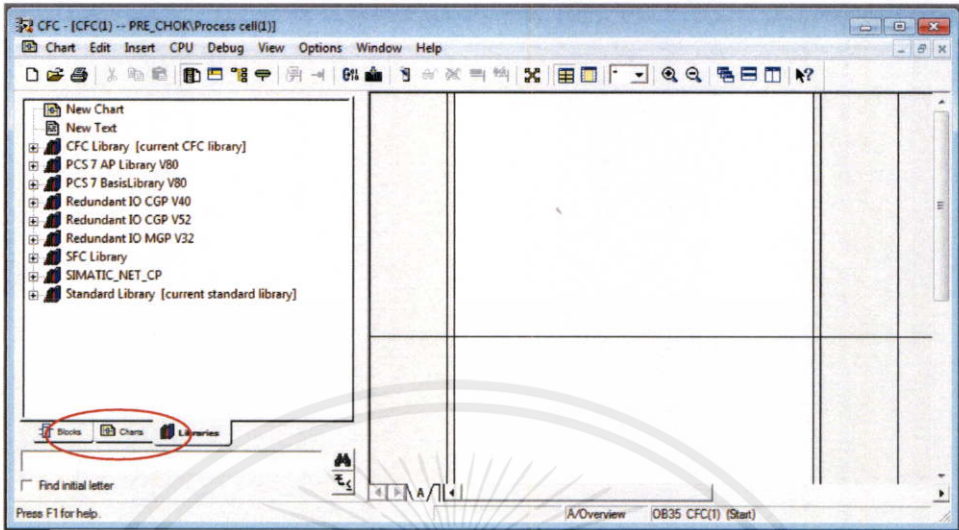 CFC - [CFC(1) -- PRE_CHOK\Process cell(1)]
Chart Edit Insert CPU Debug View Options Window Help
New Chart
New Text
CFC Library [current CFC library]
PCS 7 AP Library V80
PCS 7 BasisLibrary V80
Redundant IO CGP V40
Redundant IO CGP V52
Redundant IO MGP V32
SFC Library
SIMATIC_NET_CP
Standard Library [current standard library]
Blocks Charts Libraries
Find initial letter
A
Press F1 for help. A/Overview OB35 CFC(1) (Start)